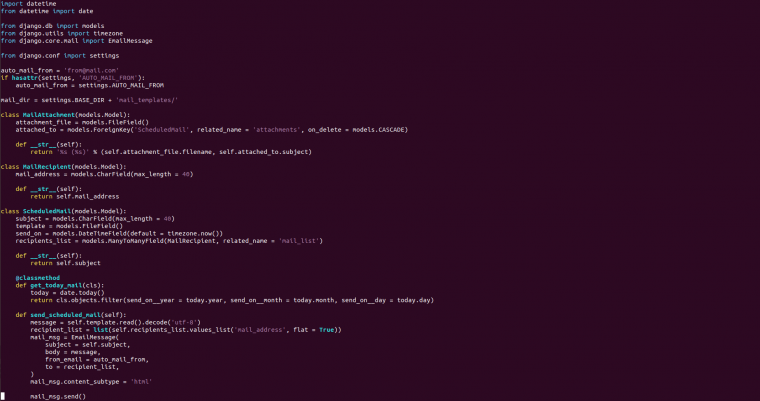 import datetime
from datetime import date
from django.db import models
from django.utils import timezone
from django.core.mail import EmailMessage
from django.conf import settings
auto_mail_from = 'from@mail.com'
if hasattr(settings, 'AUTO_MAIL_FROM'):
    auto_mail_from = settings.AUTO_MAIL_FROM
mail_dir = settings.BASE_DIR + 'mail_templates/'
class MailAttachment(models.Model):
    attachment_file = models.FileField()
    attached_to = models.ForeignKey('ScheduledMail', related_name = 'attachments', on_delete = models.CASCADE)
    def __str__(self):
        return '%s (%s)' % (self.attachment_file.filename, self.attached_to.subject)
class MailRecipient(models.Model):
    mail_address = models.CharField(max_length = 40)
    def __str__(self):
        return self.mail_address
class ScheduledMail(models.Model):
    subject = models.CharField(max_length = 40)
    template = models.FileField()
    send_on = models.DateTimeField(default = timezone.now())
    recipients_list = models.ManyToManyField(MailRecipient, related_name = 'mail_list')
    def __str__(self):
        return self.subject
    @classmethod
    def get_today_mail(cls):
        today = date.today()
        return cls.objects.filter(send_on__year = today.year, send_on__month = today.month, send_on__day = today.day)
    def send_scheduled_mail(self):
        message = self.template.read().decode('utf-8')
        recipient_list = list(self.recipients_list.values_list('mail_address', flat = True))
        mail_msg = EmailMessage(
            subject = self.subject,
            body = message,
            from_email = auto_mail_from,
            to = recipient_list,
        )
        mail_msg.content_subtype = 'html'
        mail_msg.send()